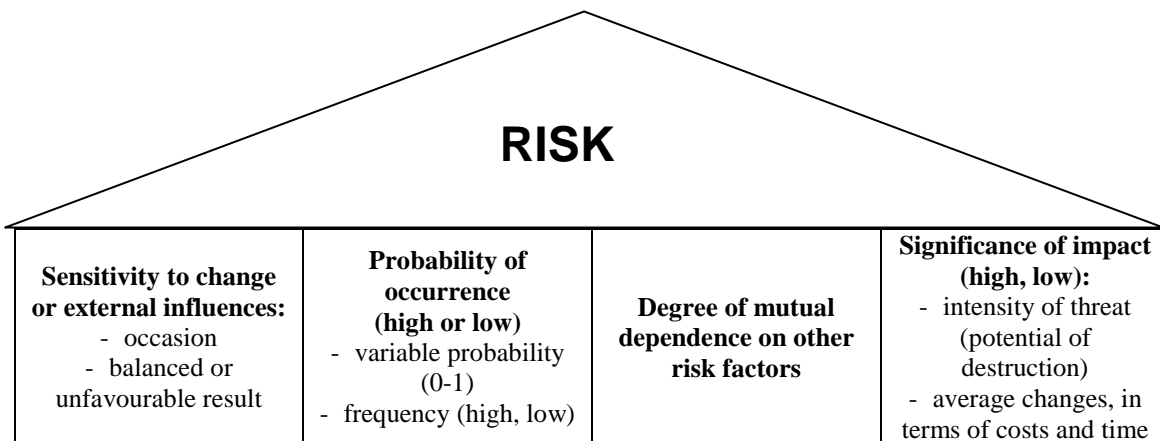 RISK
Sensitivity to change
or external influences:
- occasion
- balanced or
unfavourable result
Probability of
occurrence
(high or low)
- variable probability
(0-1)
- frequency (high, low)
Degree of mutual
dependence on other
risk factors
Significance of impact
(high, low):
- intensity of threat
(potential of
destruction)
- average changes, in
terms of costs and time